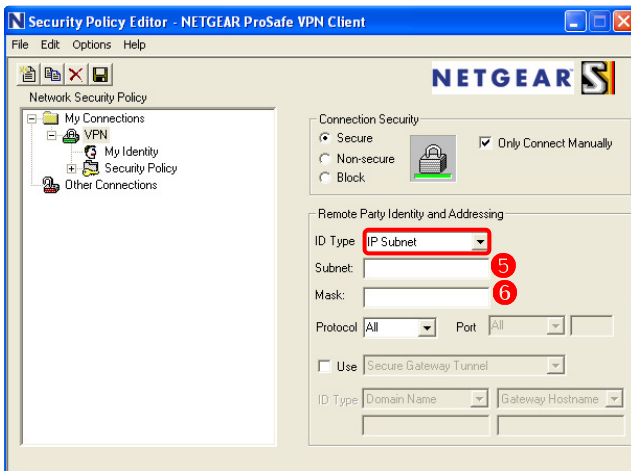 Security Policy Editor - NETGEAR ProSafe VPN Client
File Edit Options Help
NETGEAR
Network Security Policy
My Connections
VPN
My Identity
Security Policy
Other Connections
Connection Security
Secure
Non-secure
Block
Only Connect Manually
Remote Party Identity and Addressing
ID Type IP Subnet
Subnet: 5
Mask: 6
Protocol All Port All
Use Secure Gateway Tunnel
ID Type Domain Name Gateway Hostname